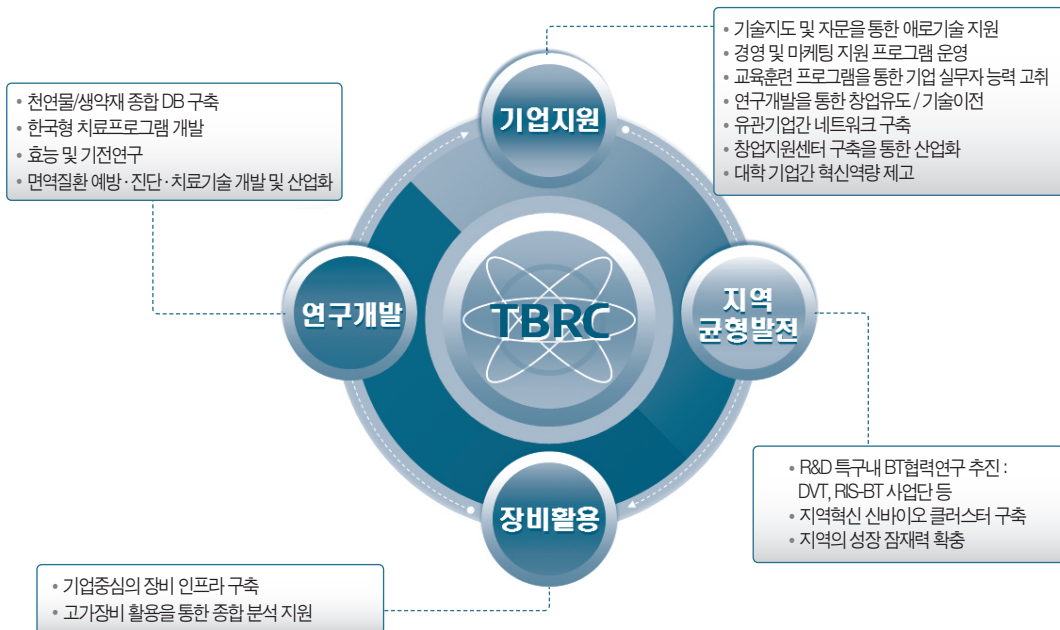 • 기술지도 및 자문을 통한 애로기술 지원
• 경영 및 마케팅 지원 프로그램 운영
• 교육훈련 프로그램을 통한 기업 실무자 능력 고취
• 연구개발을 통한 창업유도 / 기술이전
• 유관기업간 네트워크 구축
• 창업지원센터 구축을 통한 산업화
• 대학 기업간 혁신역량 제고
기업지원
• 천연물/생약재 종합 DB 구축
• 한국형 치료프로그램 개발
• 효능 및 기전연구
• 면역질환 예방·진단·치료기술 개발 및 산업화
연구개발
TBRC
지역
균형발전
• R&D 특구내 BT협력연구 추진 :
DVT, RIS-BT 사업단 등
• 지역혁신 신바이오 클러스터 구축
• 지역의 성장 잠재력 확충
장비활용
• 기업중심의 장비 인프라 구축
• 고가장비 활용을 통한 종합 분석 지원